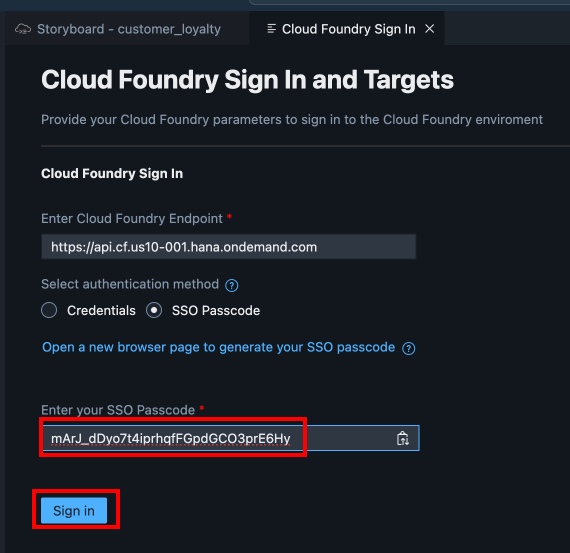 Storyboard - customer_loyalty
Cloud Foundry Sign In
Cloud Foundry Sign In and Targets
Provide your Cloud Foundry parameters to sign in to the Cloud Foundry enviroment
Cloud Foundry Sign In
Enter Cloud Foundry Endpoint *
https://api.cf.us10-001.hana.ondemand.com
Select authentication method ?
Credentials SSO Passcode
Open a new browser page to generate your SSO passcode ?
Enter your SSO Passcode *
mArJ_dDyo7t4iprhqfFGpdGCO3prE6Hy
Sign in